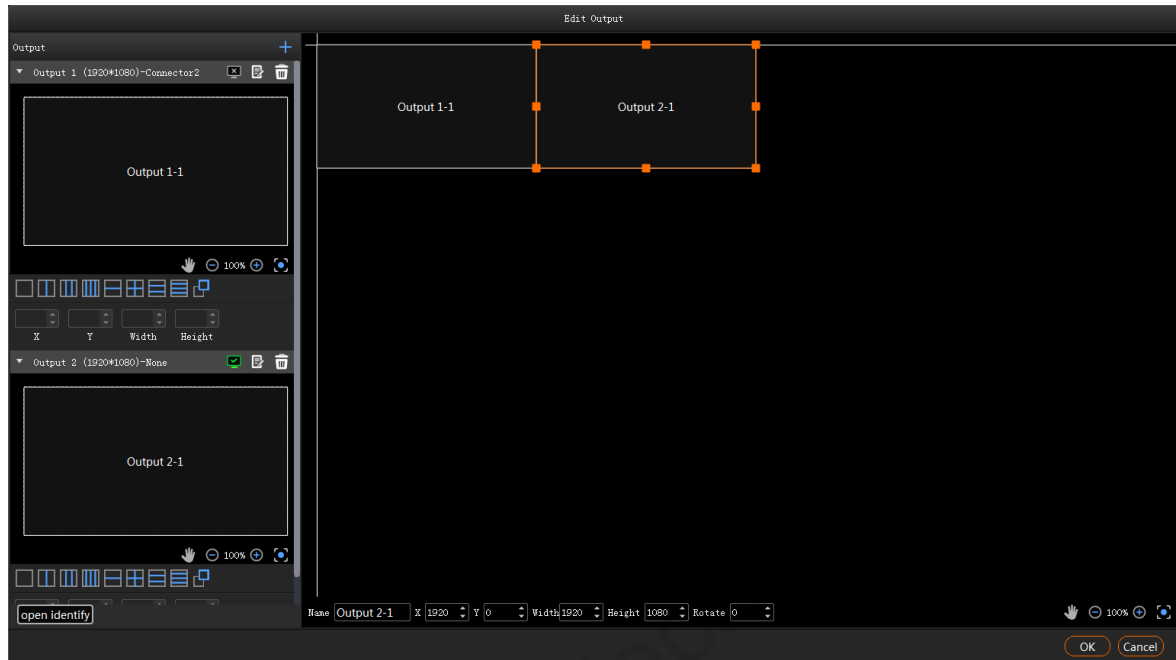 Edit Output
Output
Output 1 (1920*1080)-Connector2
Output 1-1
100%
X Y Width Height
Output 2 (1920*1080)-None
Output 2-1
100%
open identify
Output 1-1 Output 2-1
Name Output 2-1 X 1920 Y 0 Width 1920 Height 1080 Rotate 0 100%
OK Cancel